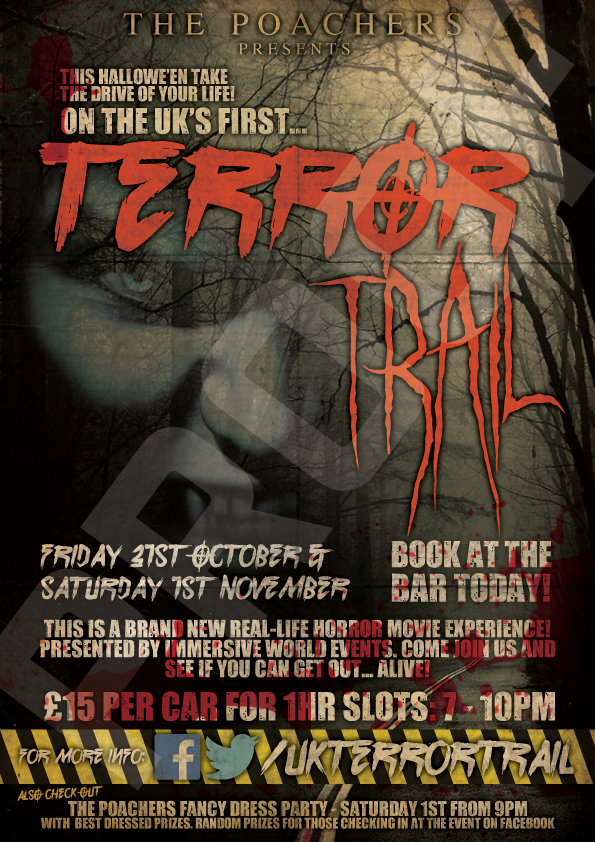 THE POACHERS
PRESENTS
THIS HALLOWE'EN TAKE
THE DRIVE OF YOUR LIFE!
ON THE UK'S FIRST...
TERROR
TRAIL
FRIDAY 31ST OCTOBER &
SATURDAY 1ST NOVEMBER
BOOK AT THE
BAR TODAY!
THIS IS A BRAND NEW REAL-LIFE HORROR MOVIE EXPERIENCE!
PRESENTED BY IMMERSIVE WORLD EVENTS. COME JOIN US AND
SEE IF YOU CAN GET OUT... ALIVE!
£15 PER CAR FOR 1HR SLOTS: 7 - 10PM
FOR MORE INFO: f /UKTERRORTRAIL
ALSO CHECK OUT
THE POACHERS FANCY DRESS PARTY - SATURDAY 1ST FROM 9PM
WITH BEST DRESSED PRIZES. RANDOM PRIZES FOR THOSE CHECKING IN AT THE EVENT ON FACEBOOK